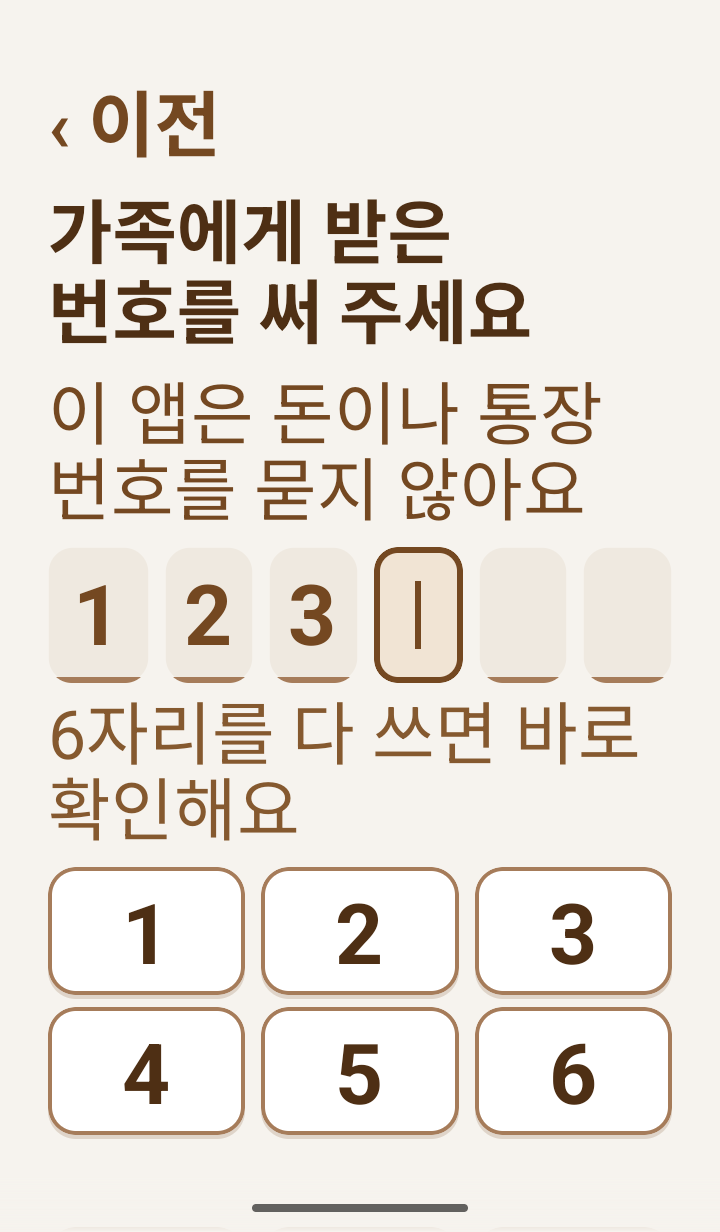 ‹ 이전
가족에게 받은
번호를 써 주세요
이 앱은 돈이나 통장
번호를 묻지 않아요
1 2 3
6자리를 다 쓰면 바로
확인해요
1 2 3
4 5 6